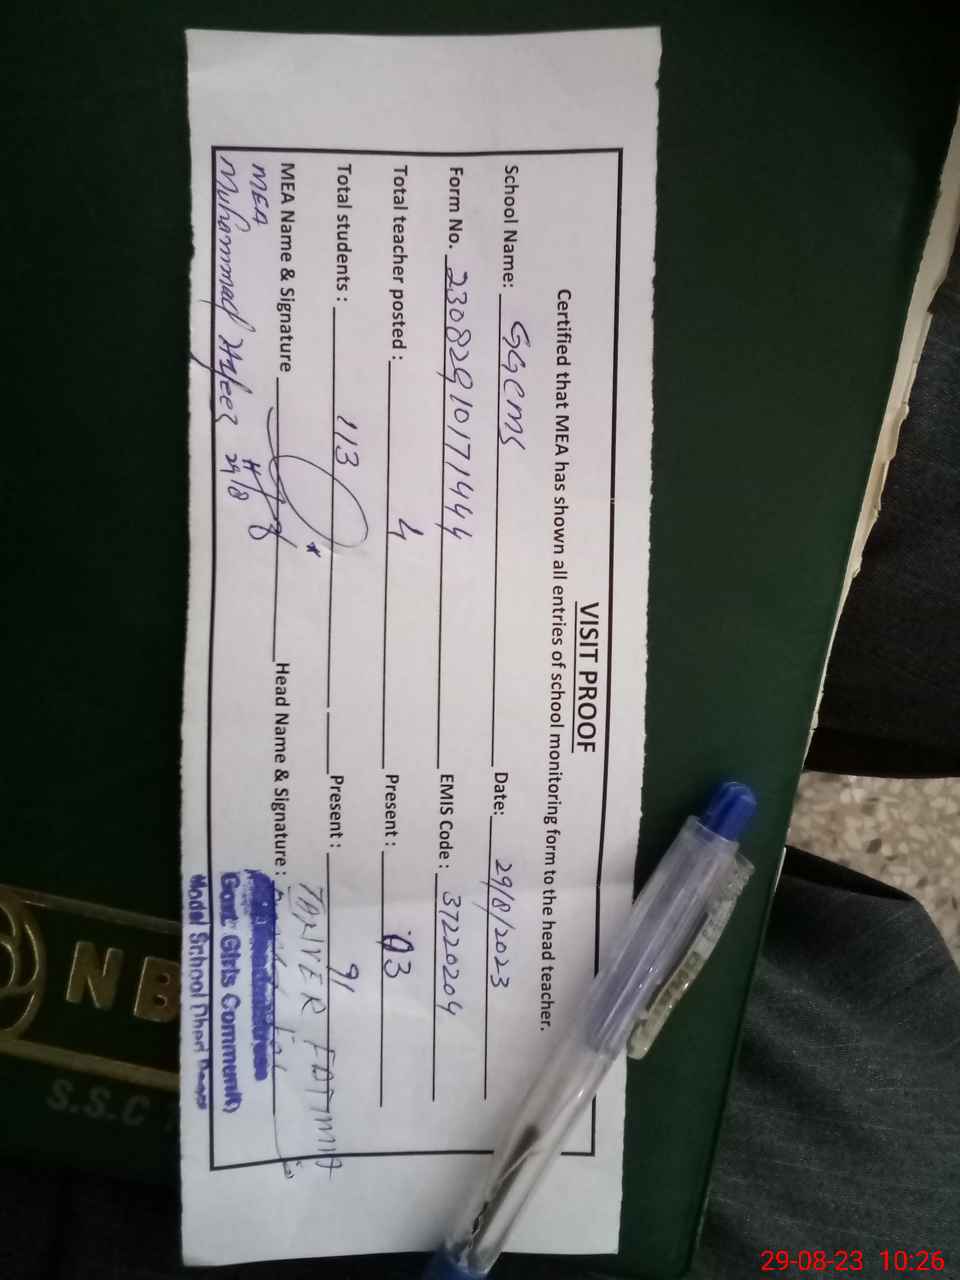 VISIT PROOF
Certified that MEA has shown all entries of school monitoring form to the head teacher.
School Name: GGCMS Date: 29/8/2023
Form No. 23082910171444 EMIS Code : 37220204
Total teacher posted : 4 Present : 03
Total students : 113 Present : 91
MEA Name & Signature Head Name & Signature :
TANVER FATIMA
MEA
Muhammad Hafeez
29/8
Govt Girls Community
Model School
NB
S.S.C
29-08-23 10:26